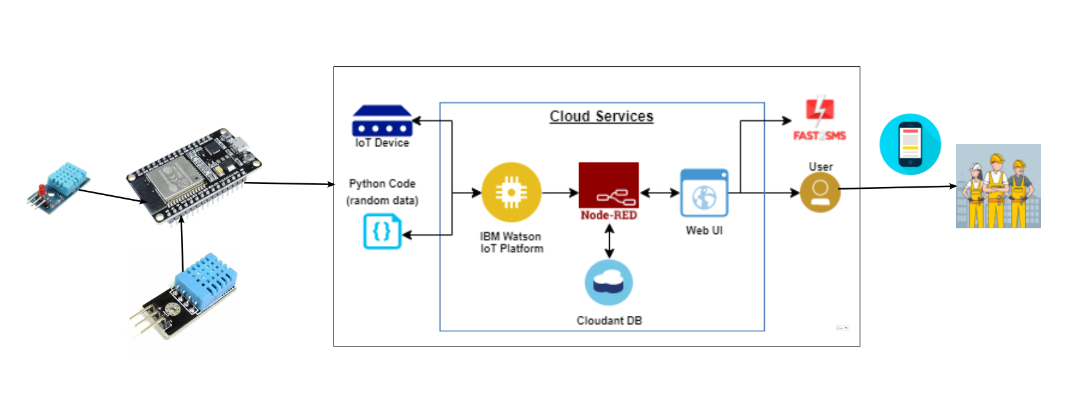 Cloud Services
IoT Device
Python Code
(random data)
{}
IBM Watson
IoT Platform
Node-RED
Web UI
Cloudant DB
FAST2SMS
User